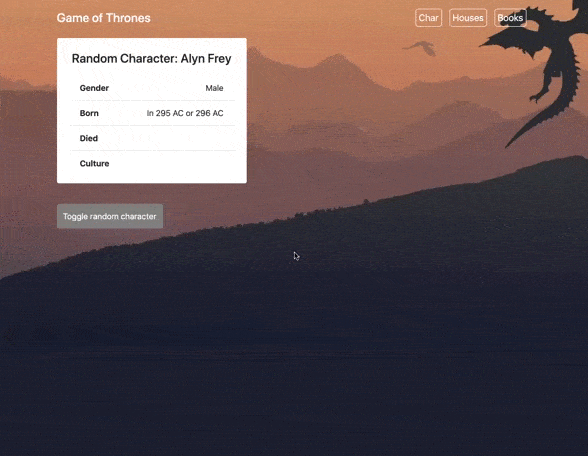 Game of Thrones
Char
Houses
Books
Random Character: Alyn Frey
Gender Male
Born In 295 AC or 296 AC
Died
Culture
Toggle random character